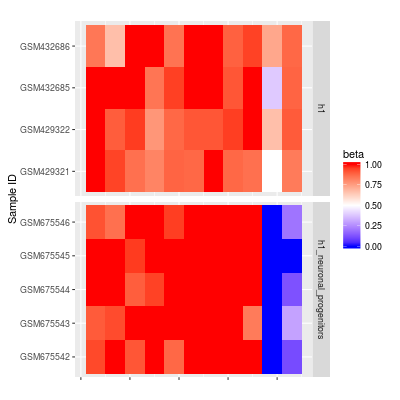 Sample ID
GSM432686
GSM432685
GSM429322
GSM429321
h1
GSM675546
GSM675545
GSM675544
GSM675543
GSM675542
h1_neuronal_progenitors
beta
1.00
0.75
0.50
0.25
0.00